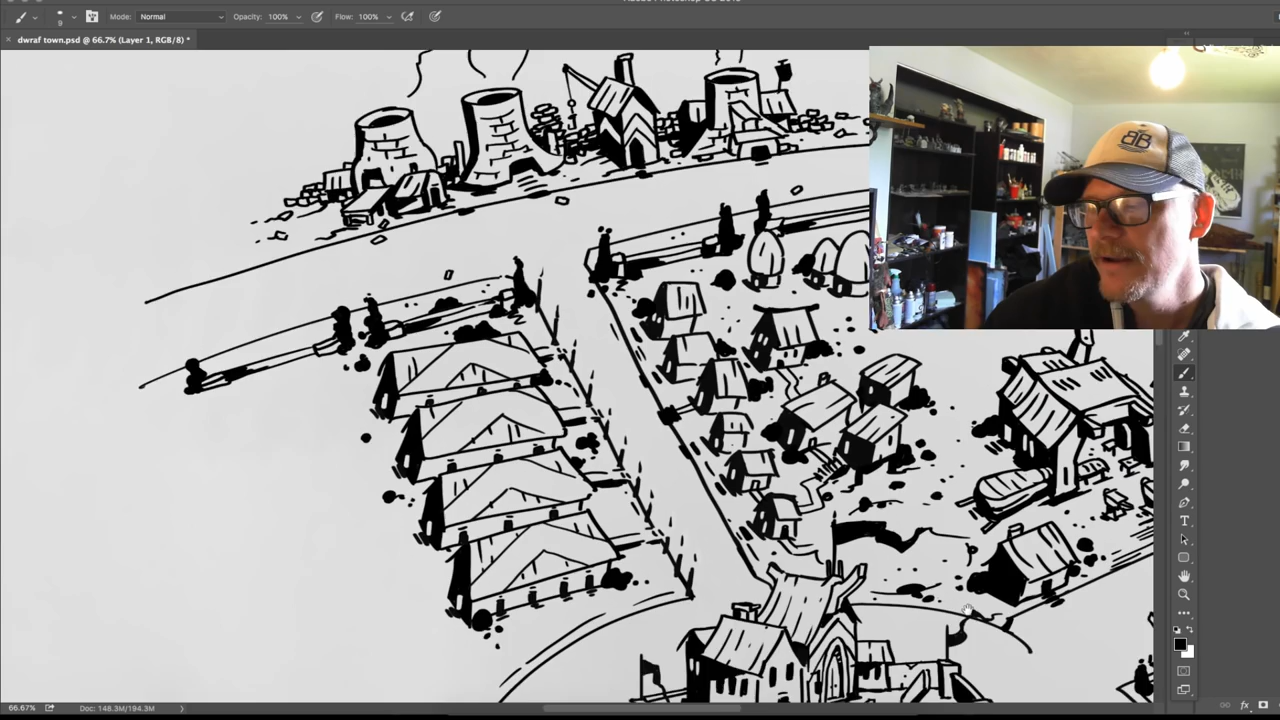 9
Mode: Normal
Opacity: 100%
Flow: 100%
× dwraf town.psd @ 66.7% (Layer 1, RGB/8) *
66.67%
Doc: 148.3M/194.3M